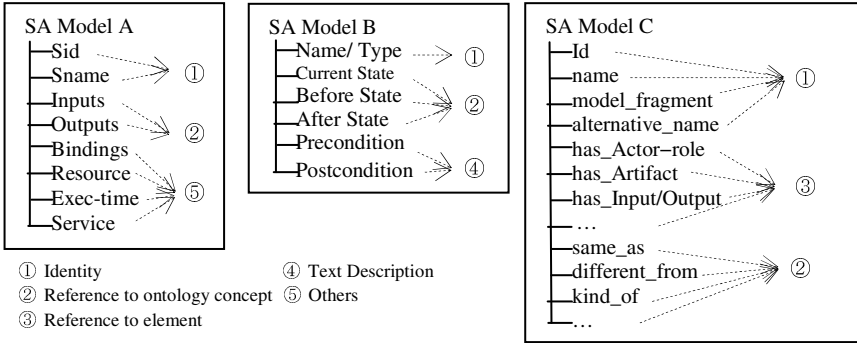 SA Model A
Sid
Sname
Inputs
Outputs
Bindings
Resource
Exec-time
Service
①
②
⑤
SA Model B
Name/ Type
Current State
Before State
After State
Precondition
Postcondition
①
②
④
SA Model C
Id
name
model_fragment
alternative_name
has_Actor−role
has_Artifact
has_Input/Output
…
same_as
different_from
kind_of
…
①
③
②
① Identity
② Reference to ontology concept
③ Reference to element
④ Text Description
⑤ Others